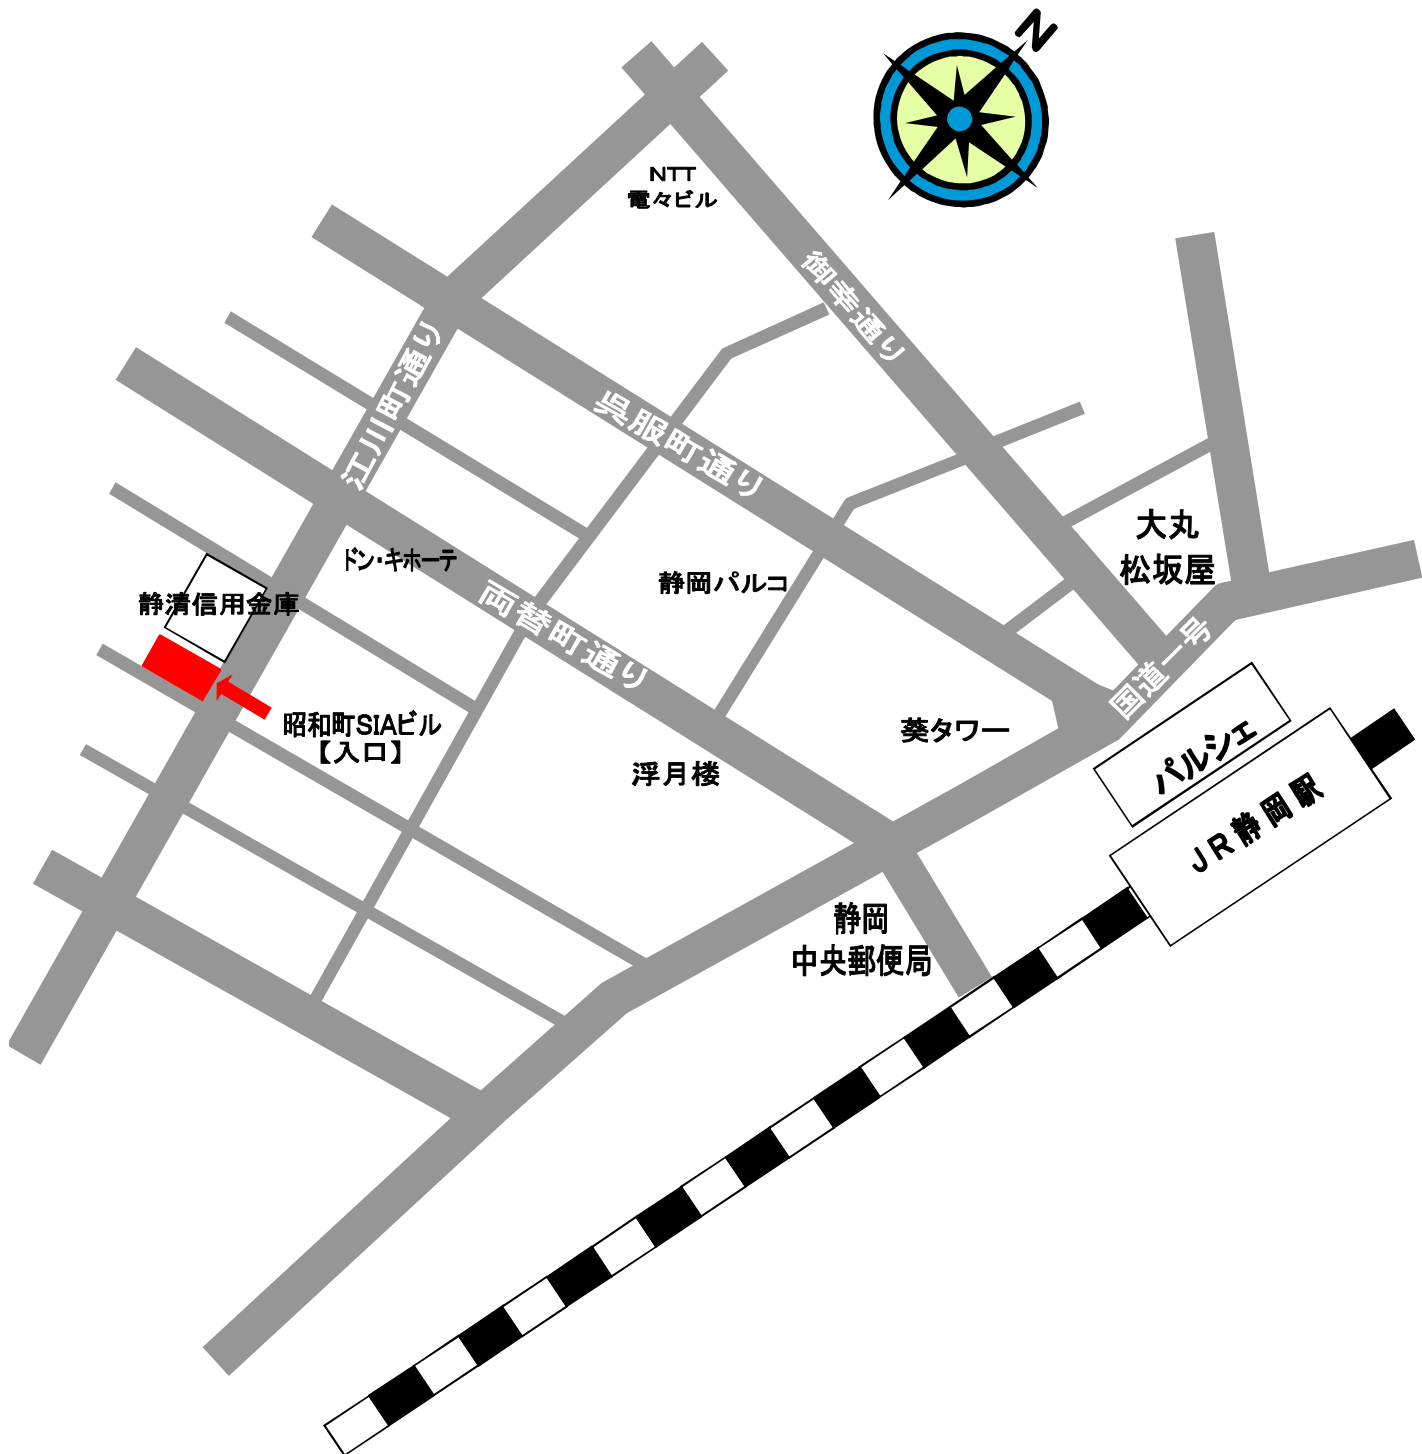 N
NTT
電々ビル
御幸通り
江川町通り
呉服町通り
大丸
松坂屋
ドン・キホーテ
静岡パルコ
両替町通り
静清信用金庫
国道一号
昭和町SIAビル
【入口】
葵タワー
浮月楼
パルシェ
JR静岡駅
静岡
中央郵便局